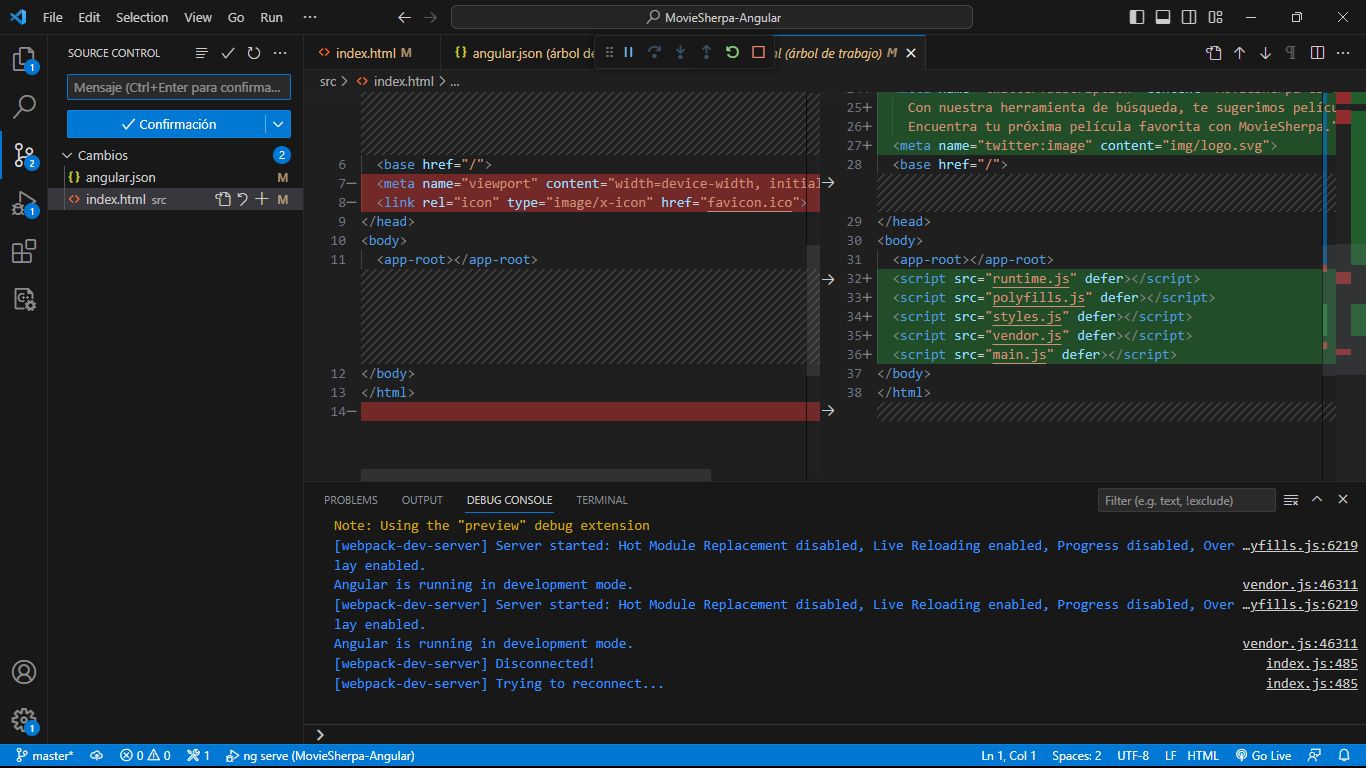 File Edit Selection View Go Run ··· MovieSherpa-Angular
SOURCE CONTROL
Mensaje (Ctrl+Enter para confirma...
Confirmación
Cambios 2
{} angular.json M
<> index.html src M
1
2
1
1
<> index.html M {} angular.json (árbol de ml (árbol de trabajo) M
src > <> index.html > ...
6 <base href="/">
7— <meta name="viewport" content="width=device-width, initial
8— <link rel="icon" type="image/x-icon" href="favicon.ico">
9 </head>
10 <body>
11 <app-root></app-root>
12 </body>
13 </html>
14—
25+ Con nuestra herramienta de búsqueda, te sugerimos pelícu
26+ Encuentra tu próxima película favorita con MovieSherpa."
27+ <meta name="twitter:image" content="img/logo.svg">
28 <base href="/">
29 </head>
30 <body>
31 <app-root></app-root>
32+ <script src="runtime.js" defer></script>
33+ <script src="polyfills.js" defer></script>
34+ <script src="styles.js" defer></script>
35+ <script src="vendor.js" defer></script>
36+ <script src="main.js" defer></script>
37 </body>
38 </html>
PROBLEMS OUTPUT DEBUG CONSOLE TERMINAL Filter (e.g. text, !exclude)
Note: Using the "preview" debug extension
[webpack-dev-server] Server started: Hot Module Replacement disabled, Live Reloading enabled, Progress disabled, Over …yfills.js:6219
lay enabled.
Angular is running in development mode. vendor.js:46311
[webpack-dev-server] Server started: Hot Module Replacement disabled, Live Reloading enabled, Progress disabled, Over …yfills.js:6219
lay enabled.
Angular is running in development mode. vendor.js:46311
[webpack-dev-server] Disconnected! index.js:485
[webpack-dev-server] Trying to reconnect... index.js:485
master* 0 0 1 ng serve (MovieSherpa-Angular) Ln 1, Col 1 Spaces: 2 UTF-8 LF HTML Go Live